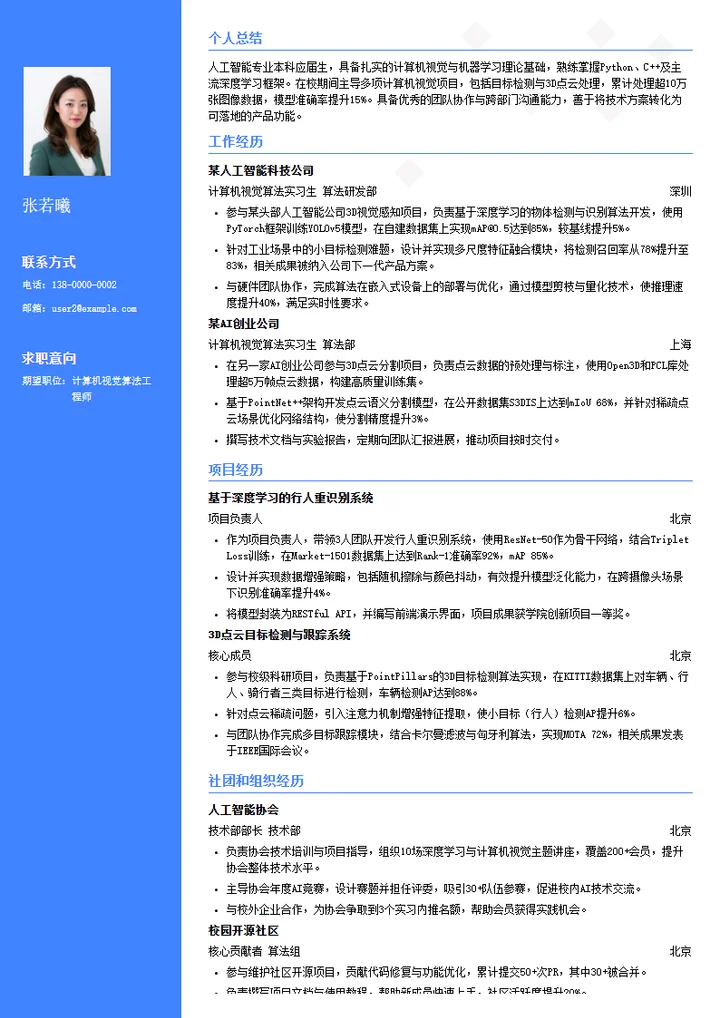 张若曦
联系方式
电话：138-0000-0002
邮箱：user2@example.com
求职意向
期望职位：计算机视觉算法工
程师
个人总结
人工智能专业本科应届生，具备扎实的计算机视觉与机器学习理论基础，熟练掌握Python、C++及主
流深度学习框架。在校期间主导多项计算机视觉项目，包括目标检测与3D点云处理，累计处理超10万
张图像数据，模型准确率提升15%。具备优秀的团队协作与跨部门沟通能力，善于将技术方案转化为
可落地的产品功能。
工作经历
某人工智能科技公司
计算机视觉算法实习生 算法研发部 深圳
• 参与某头部人工智能公司3D视觉感知项目，负责基于深度学习的物体检测与识别算法开发，使用
PyTorch框架训练YOLOv5模型，在自建数据集上实现mAP@0.5达到85%，较基线提升5%。
• 针对工业场景中的小目标检测难题，设计并实现多尺度特征融合模块，将检测召回率从78%提升至
83%，相关成果被纳入公司下一代产品方案。
• 与硬件团队协作，完成算法在嵌入式设备上的部署与优化，通过模型剪枝与量化技术，使推理速
度提升40%，满足实时性要求。
某AI创业公司
计算机视觉算法实习生 算法部 上海
• 在另一家AI创业公司参与3D点云分割项目，负责点云数据的预处理与标注，使用Open3D和PCL库处
理超5万帧点云数据，构建高质量训练集。
• 基于PointNet++架构开发点云语义分割模型，在公开数据集S3DIS上达到mIoU 68%，并针对稀疏点
云场景优化网络结构，使分割精度提升3%。
• 撰写技术文档与实验报告，定期向团队汇报进展，推动项目按时交付。
项目经历
基于深度学习的行人重识别系统
项目负责人 北京
• 作为项目负责人，带领3人团队开发行人重识别系统，使用ResNet-50作为骨干网络，结合Triplet
Loss训练，在Market-1501数据集上达到Rank-1准确率92%，mAP 85%。
• 设计并实现数据增强策略，包括随机擦除与颜色抖动，有效提升模型泛化能力，在跨摄像头场景
下识别准确率提升4%。
• 将模型封装为RESTful API，并编写前端演示界面，项目成果获学院创新项目一等奖。
3D点云目标检测与跟踪系统
核心成员 北京
• 参与校级科研项目，负责基于PointPillars的3D目标检测算法实现，在KITTI数据集上对车辆、行
人、骑行者三类目标进行检测，车辆检测AP达到88%。
• 针对点云稀疏问题，引入注意力机制增强特征提取，使小目标（行人）检测AP提升6%。
• 与团队协作完成多目标跟踪模块，结合卡尔曼滤波与匈牙利算法，实现MOTA 72%，相关成果发表
于IEEE国际会议。
社团和组织经历
人工智能协会
技术部部长 技术部 北京
• 负责协会技术培训与项目指导，组织10场深度学习与计算机视觉主题讲座，覆盖200+会员，提升
协会整体技术水平。
• 主导协会年度AI竞赛，设计赛题并担任评委，吸引30+队伍参赛，促进校内AI技术交流。
• 与校外企业合作，为协会争取到3个实习内推名额，帮助会员获得实践机会。
校园开源社区
核心贡献者 算法组 北京
• 参与维护社区开源项目，贡献代码修复与功能优化，累计提交50+次PR，其中30+被合并。
• 负责撰写项目文档与使用教程，帮助新成员快速上手，社区活跃度提升20%。